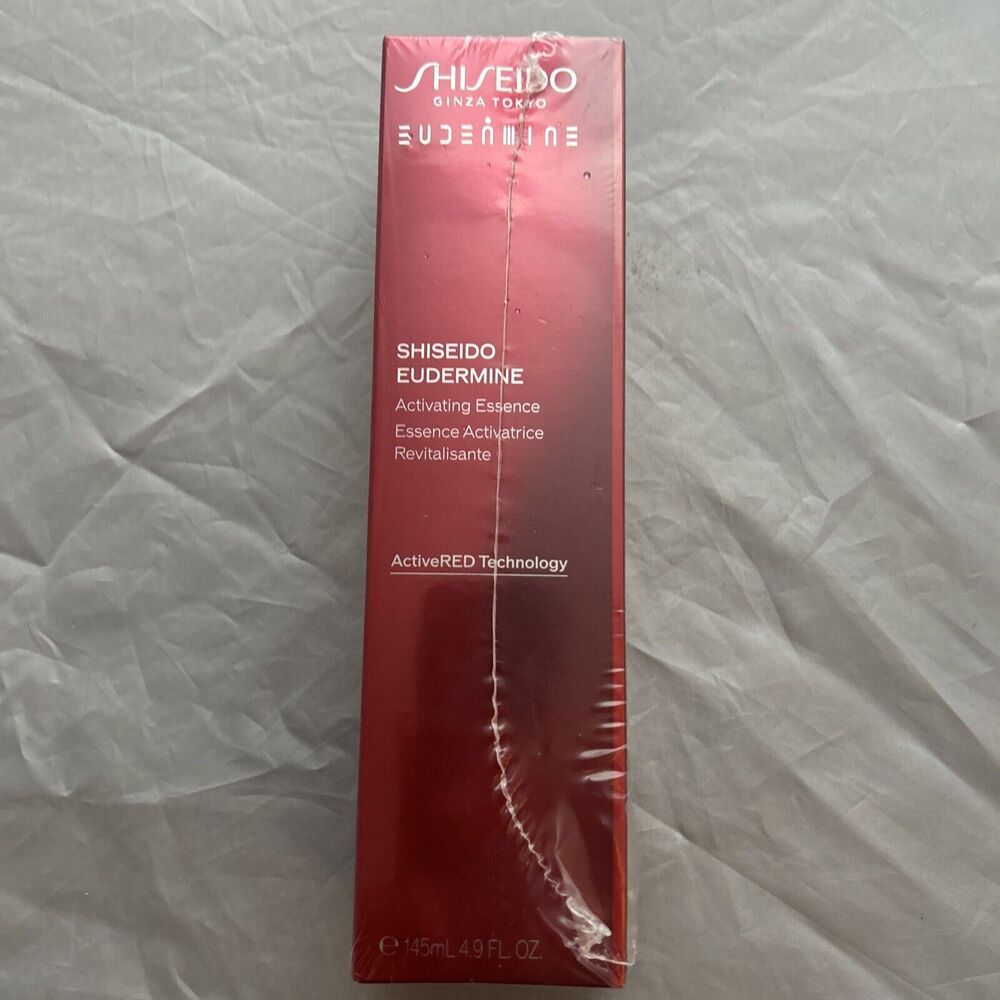 SHISEIDO
GINZA TOKYO
EUDERMINE
SHISEIDO
EUDERMINE
Activating Essence
Essence Activatrice
Revitalisante
ActiveRED Technology
℮ 145mL 4.9 FL. OZ.